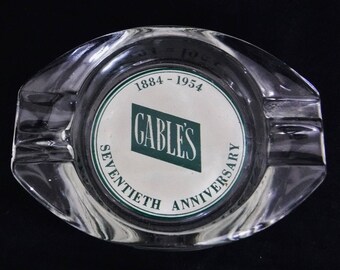 1884 - 1954
GABLE'S
SEVENTIETH ANNIVERSARY